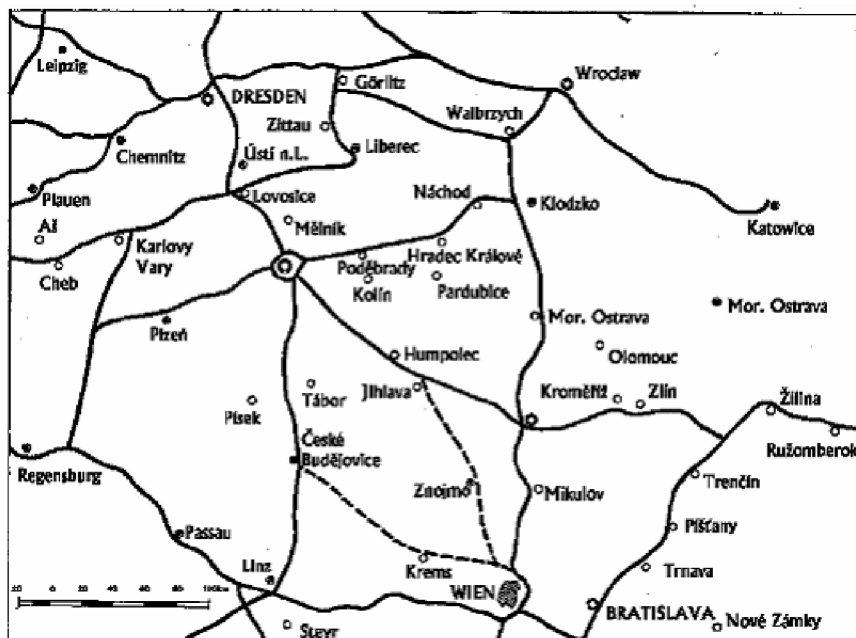 Leipzig
Görlitz
Wroclaw
DRESDEN
Walbrzych
Zittau
Chemnitz
Ústí n.L.
Liberec
Plauen
Lovosice
Náchod
Klodzko
Katowice
Aš
Mělník
Karlovy
Vary
Hradec Králové
Poděbrady
Cheb
Kolín
Pardubice
Mor. Ostrava
Mor. Ostrava
Plzeň
Olomouc
Humpolec
Tábor
Jihlava
Kroměříž
Zlín
Žilina
Písek
České
Budějovice
Ružomberok
Regensburg
Trenčín
Znojmo
Mikulov
Píšťany
Passau
Linz
Krems
Trnava
WIEN
100km
BRATISLAVA
Nové Zámky
Steyr